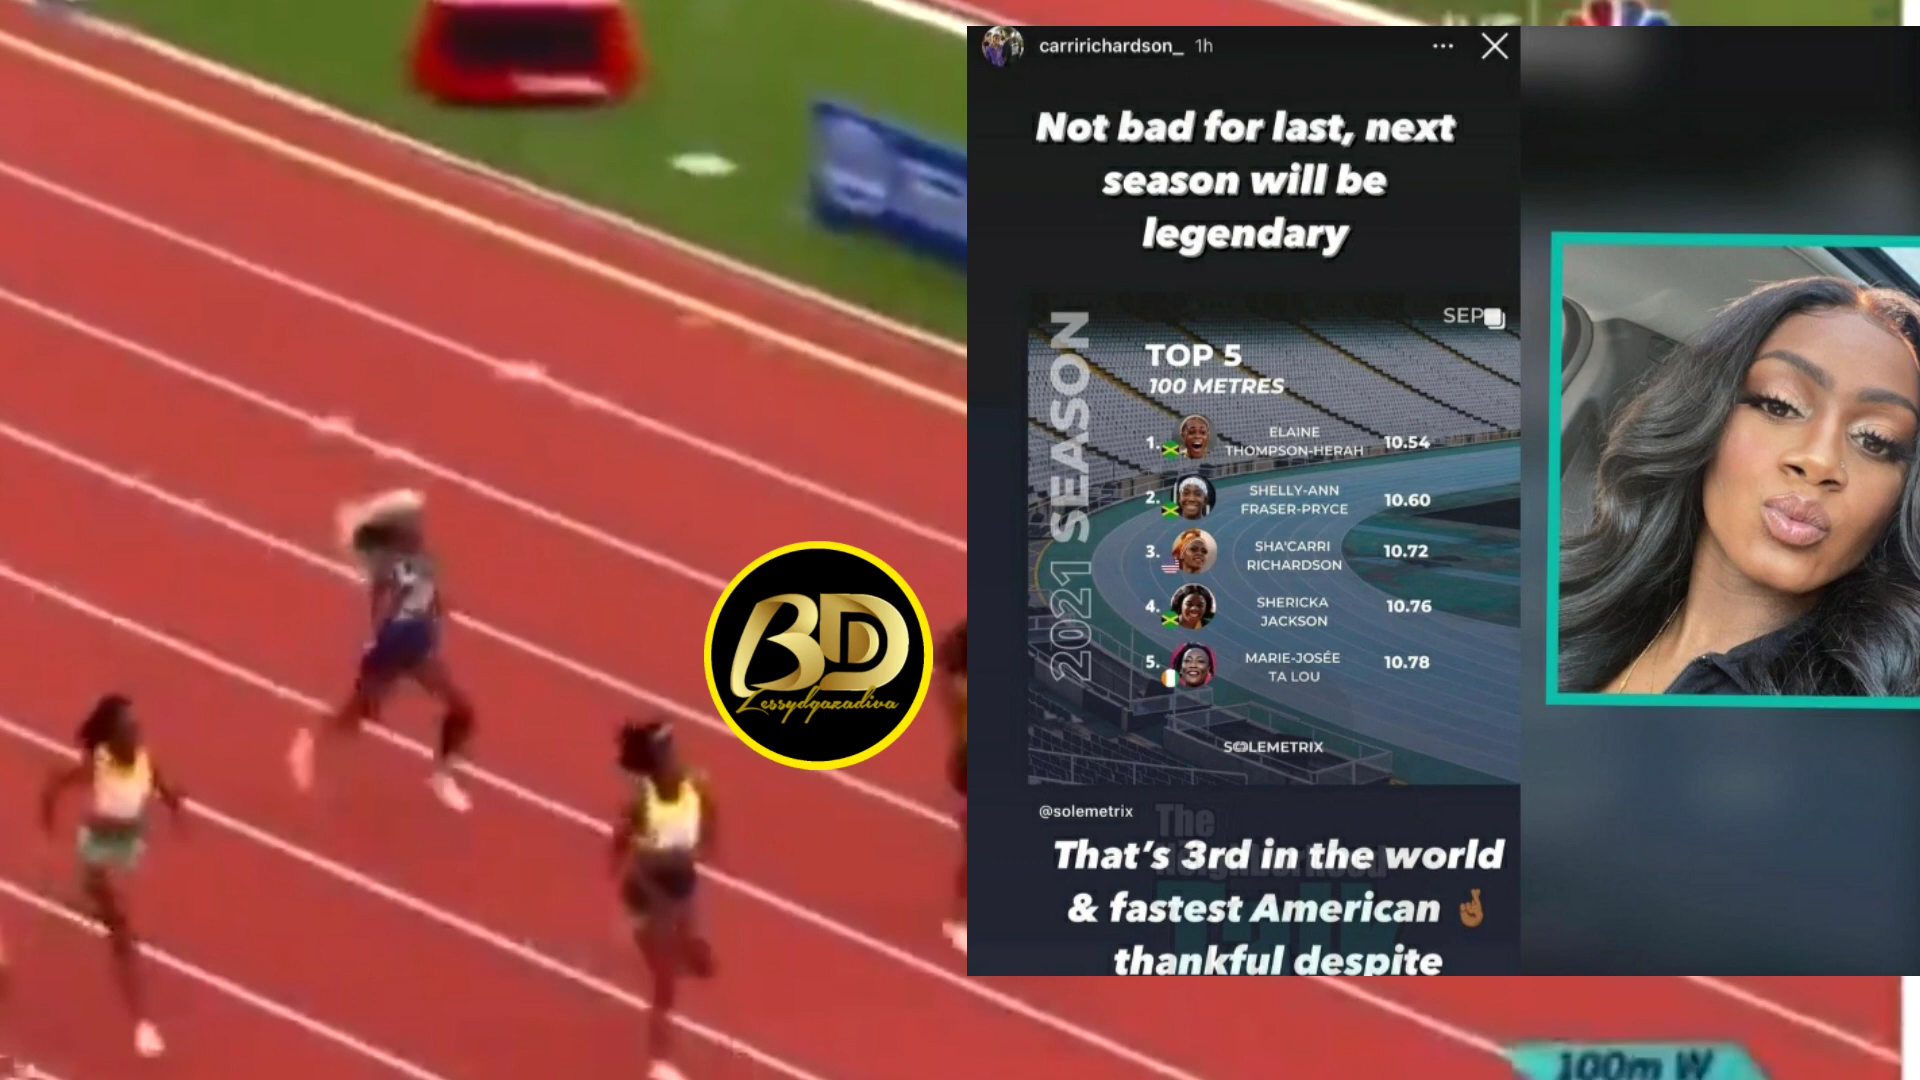 carririchardson_ 1h
Not bad for last, next
season will be
legendary
SEP
2021 SEASON
TOP 5
100 METRES
1. ELAINE THOMPSON-HERAH 10.54
2. SHELLY-ANN FRASER-PRYCE 10.60
3. SHA'CARRI RICHARDSON 10.72
4. SHERICKA JACKSON 10.76
5. MARIE-JOSÉE TA LOU 10.78
SOLEMETRIX
@solemetrix
The
Talk
That's 3rd in the world
& fastest American 🤞🏾
thankful despite
BD
Lessydgazadiva
100m W